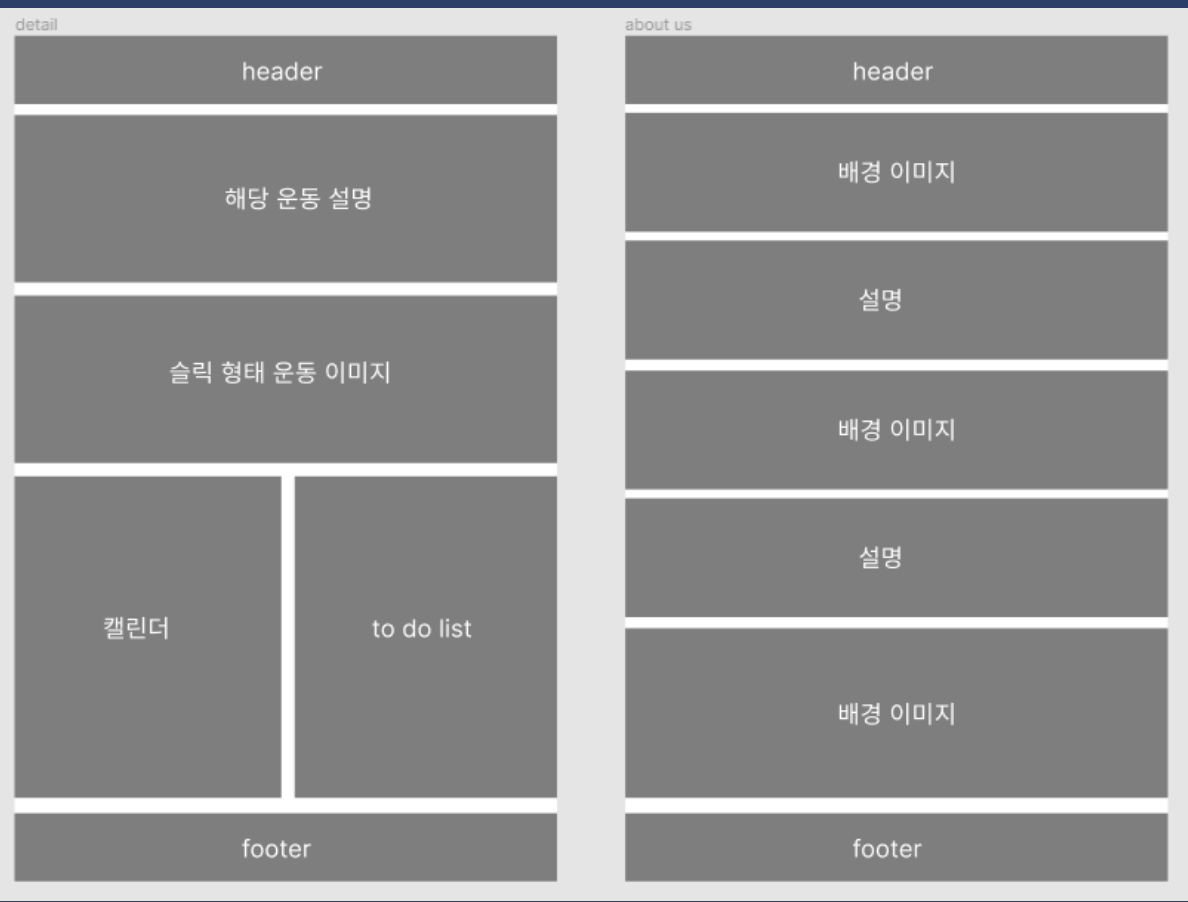 detail
header
해당 운동 설명
슬릭 형태 운동 이미지
캘린더
to do list
footer
about us
header
배경 이미지
설명
배경 이미지
설명
배경 이미지
footer